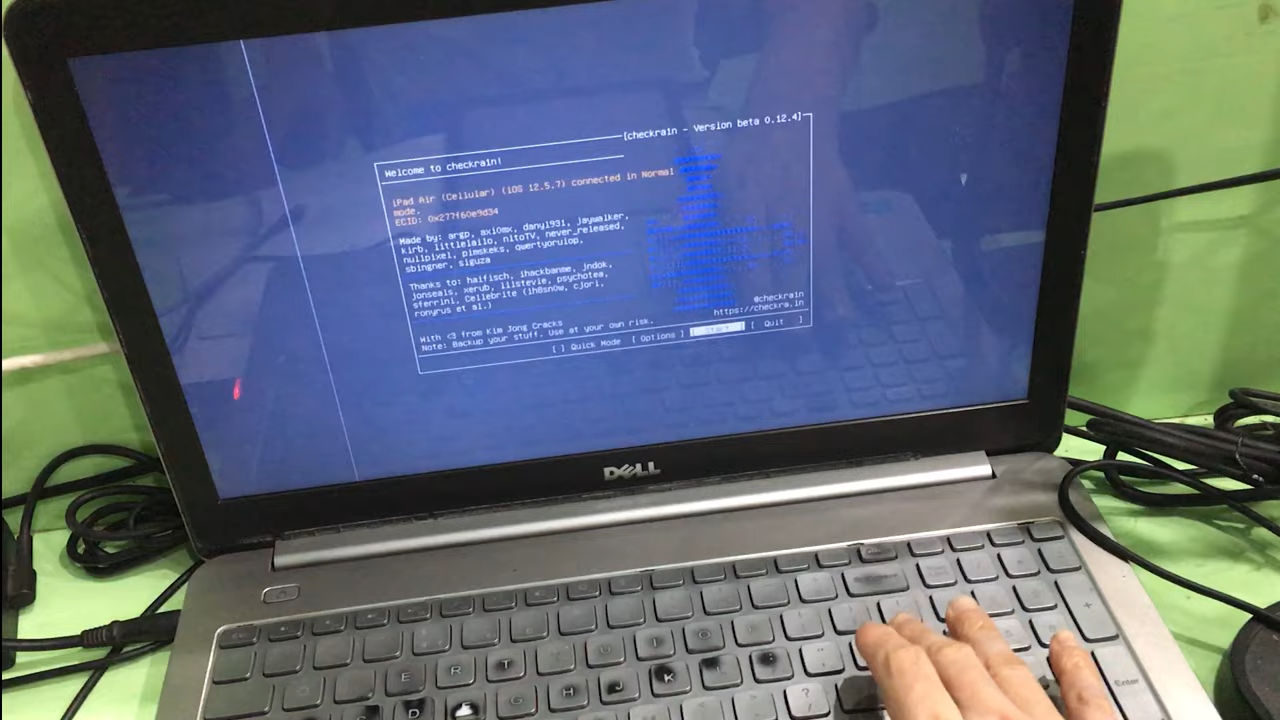 [checkrain - Version beta 0.12.4]
Welcome to checkrain!
iPad Air (Cellular) (iOS 12.5.7) connected in Normal
mode.
ECID: 0x277f60e9d34
Made by: argp, axi0mx, danyl931, jaywalker,
kirb, littlelailo, nitoTV, never_released,
nullpixel, pimskeks, qwertyoruiop,
sbingner, siguza
Thanks to: haifisch, ihackbanme, jndok,
jonseals, xerub, lilstevie, psychotea,
sferrini, Cellebrite (ih8sn0w, cjori,
ronyrus et al.)
@checkra1n
https://checkra.in
With <3 from Kim Jong Cracks
Note: Backup your stuff. Use at your own risk.
[ ] Quick Mode [ Options ] [ Start ] [ Quit ]
DELL
E R T U I O
G H J K
D
Enter